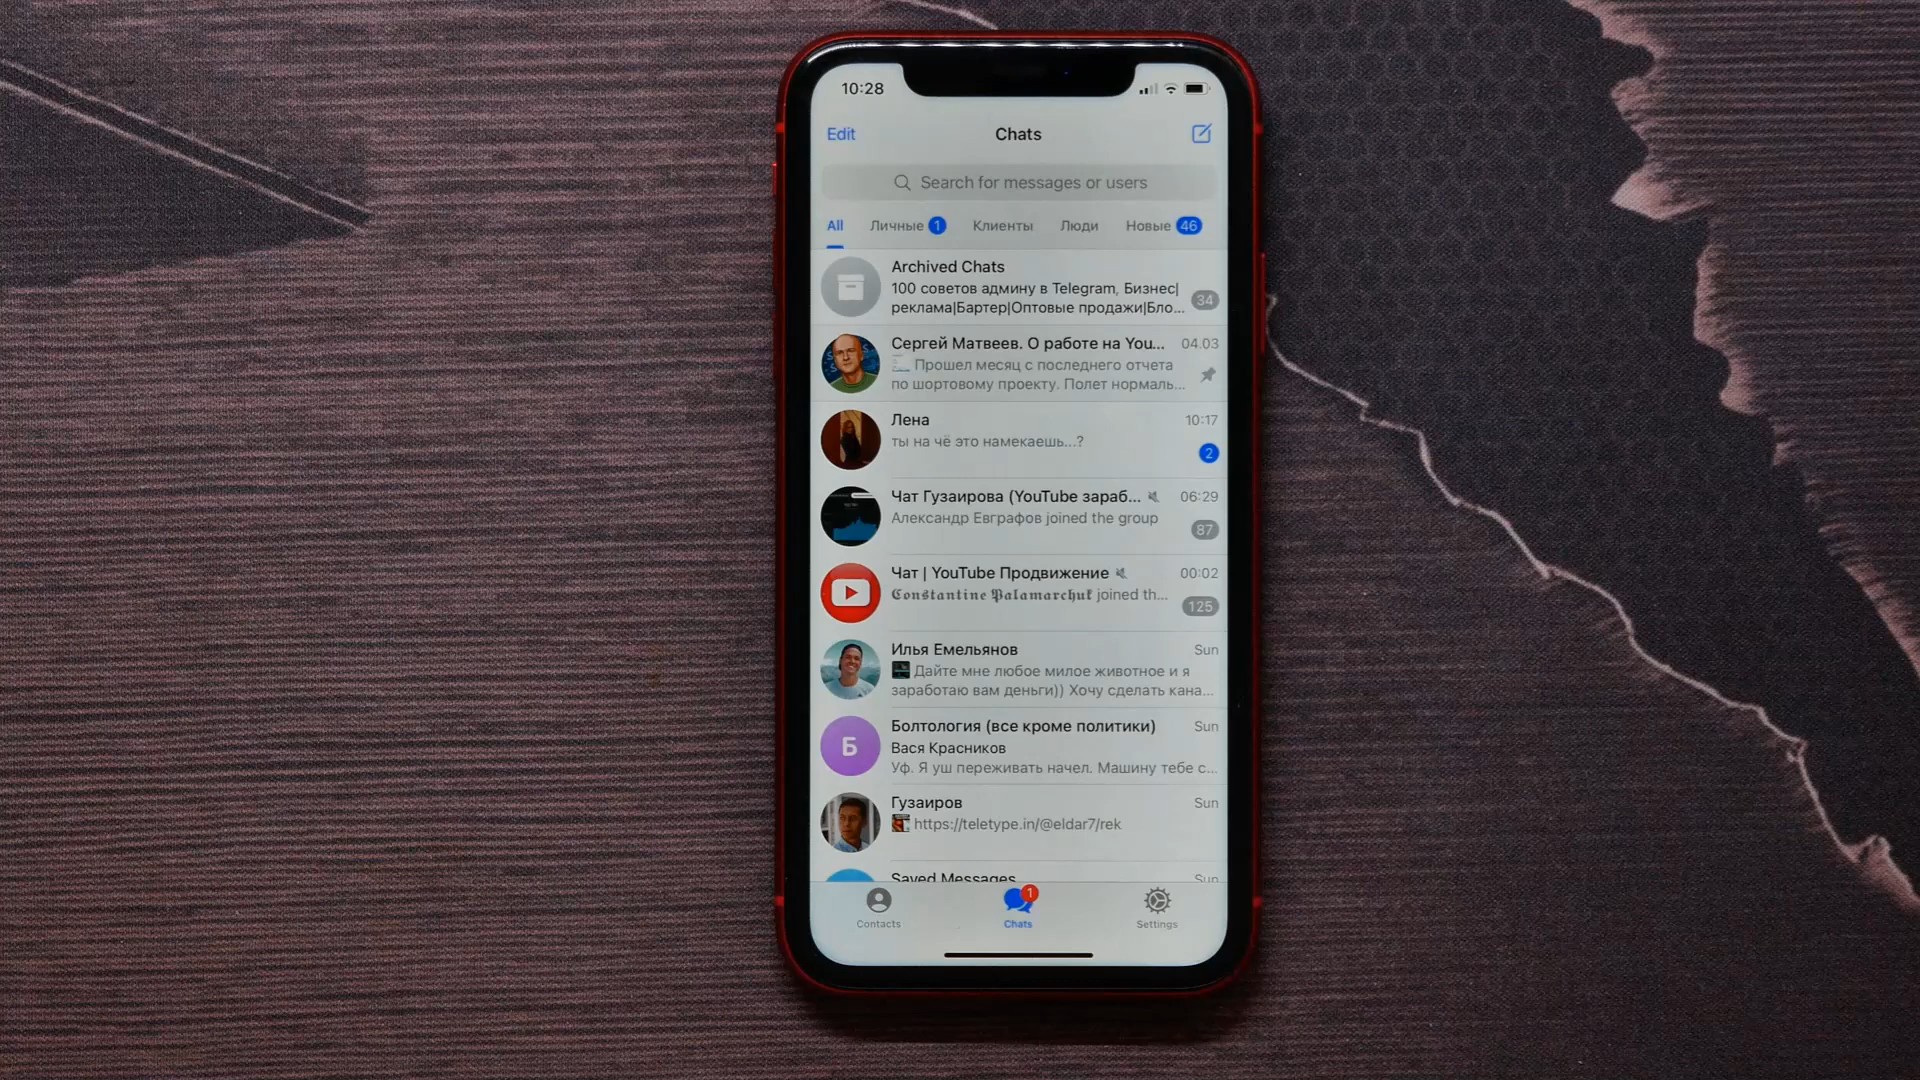 10:28
Edit
Chats
Search for messages or users
All
Личные 1
Клиенты
Люди
Новые 46
Archived Chats
100 советов админу в Telegram, Бизнес|
реклама|Бартер|Оптовые продажи|Бло...
34
Сергей Матвеев. О работе на You... 04.03
Прошел месяц с последнего отчета
по шортовому проекту. Полет нормаль...
Лена 10:17
ты на чё это намекаешь...?
2
Чат Гузаирова (YouTube зараб... 06:29
Александр Евграфов joined the group
87
Чат | YouTube Продвижение 00:02
𝕮𝖔𝖓𝖘𝖙𝖆𝖓𝖙𝖎𝖓𝖊 𝕻𝖆𝖑𝖆𝖒𝖆𝖗𝖈𝖍𝖚𝖐 joined th...
125
Илья Емельянов Sun
Дайте мне любое милое животное и я
заработаю вам деньги)) Хочу сделать кана...
Б
Болтология (все кроме политики) Sun
Вася Красников
Уф. Я уш переживать начел. Машину тебе с...
Гузаиров Sun
https://teletype.in/@eldar7/rek
Saved Messages Sun
1
Contacts
Chats
Settings